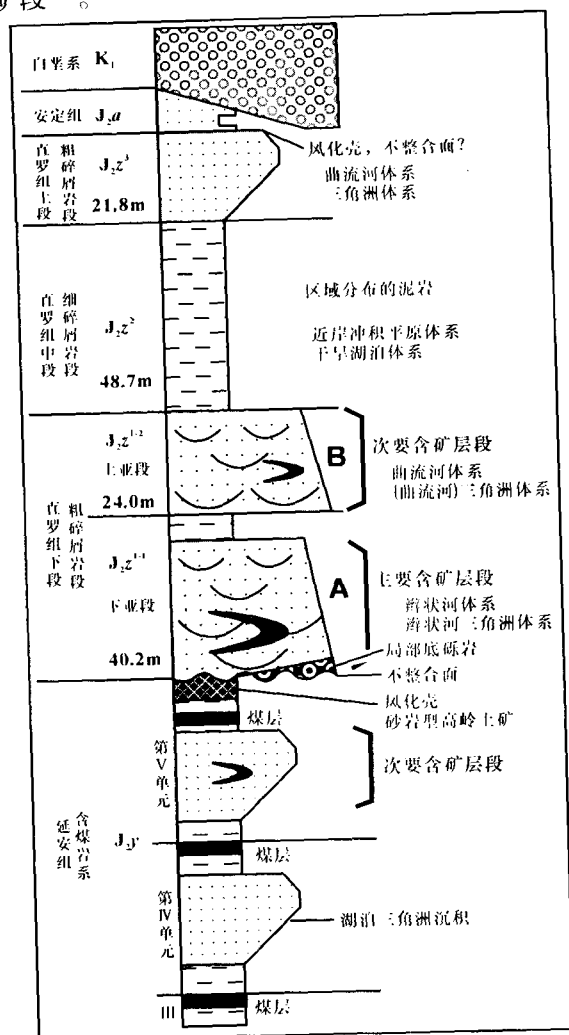 砂段。
白垩系 K₁
安定组 J₂a
风化壳，不整合面？
直罗组上段 粗碎屑岩段 J₂z³
21.8m
曲流河体系
三角洲体系
直罗组中段 细碎屑岩段 J₂z²
48.7m
区域分布的泥岩
近岸冲积平原体系
干旱湖泊体系
直罗组下段 粗碎屑岩段
J₂z¹⁻²
上亚段
24.0m
B
次要含矿层段
曲流河体系
(曲流河)三角洲体系
J₂z¹⁻¹
下亚段
40.2m
A
主要含矿层段
辫状河体系
辫状河三角洲体系
局部底砾岩
不整合面
风化壳
砂岩型高岭土矿
煤层
延安组 含煤岩系 J₂y
第V单元
次要含矿层段
煤层
第IV单元
湖泊三角洲沉积
III
煤层